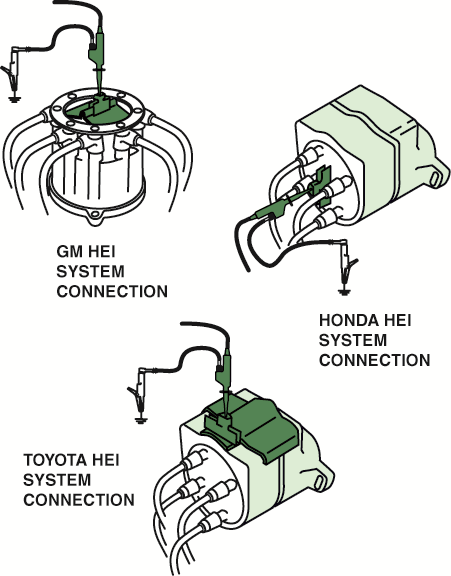 GM HEI
SYSTEM
CONNECTION
HONDA HEI
SYSTEM
CONNECTION
TOYOTA HEI
SYSTEM
CONNECTION